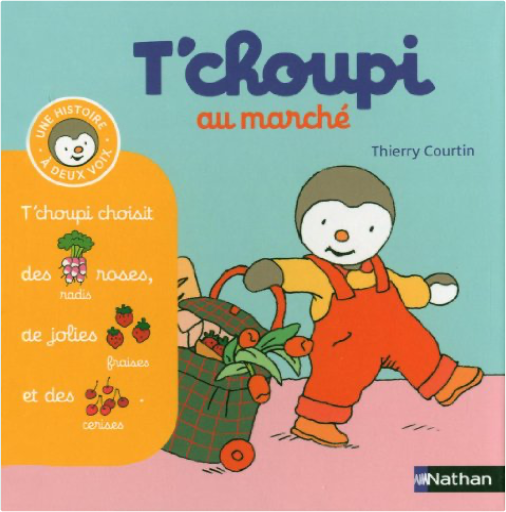 T'choupi
au marché
Thierry Courtin
UNE HISTOIRE
À DEUX VOIX
T'choupi choisit
des roses,
radis
de jolies
fraises
et des .
cerises
Nathan